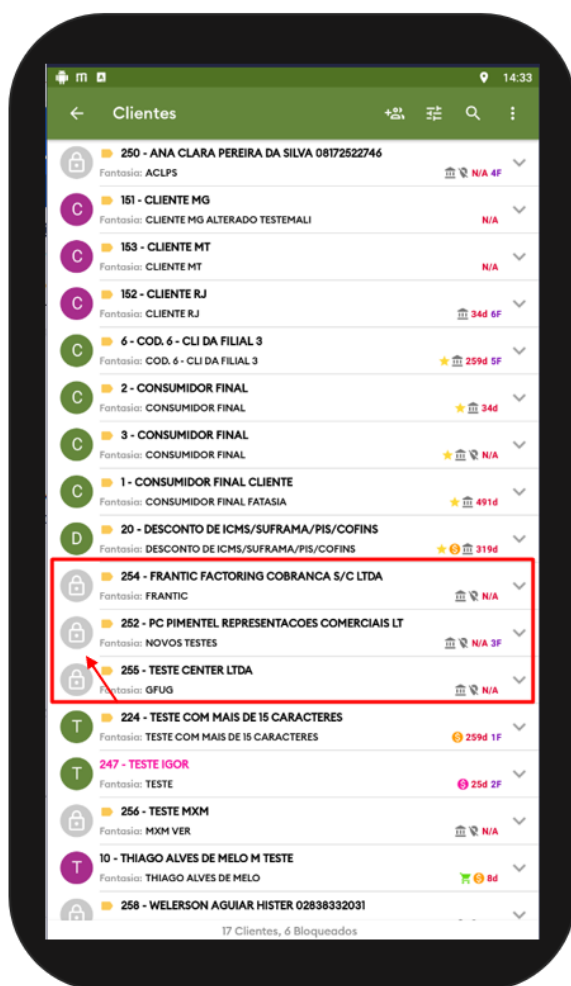 14:33
Clientes
250 - ANA CLARA PEREIRA DA SILVA 08172522746
Fantasia: ACLPS N/A 4F
C 151 - CLIENTE MG
Fantasia: CLIENTE MG ALTERADO TESTEMALI N/A
C 153 - CLIENTE MT
Fantasia: CLIENTE MT N/A
C 152 - CLIENTE RJ
Fantasia: CLIENTE RJ 34d 6F
C 6 - COD. 6 - CLI DA FILIAL 3
Fantasia: COD. 6 - CLI DA FILIAL 3 259d 5F
C 2 - CONSUMIDOR FINAL
Fantasia: CONSUMIDOR FINAL 34d
C 3 - CONSUMIDOR FINAL
Fantasia: CONSUMIDOR FINAL N/A
C 1 - CONSUMIDOR FINAL CLIENTE
Fantasia: CONSUMIDOR FINAL FATASIA 491d
D 20 - DESCONTO DE ICMS/SUFRAMA/PIS/COFINS
Fantasia: DESCONTO DE ICMS/SUFRAMA/PIS/COFINS 319d
254 - FRANTIC FACTORING COBRANCA S/C LTDA
Fantasia: FRANTIC N/A
252 - PC PIMENTEL REPRESENTACOES COMERCIAIS LT
Fantasia: NOVOS TESTES N/A 3F
255 - TESTE CENTER LTDA
Fantasia: GFUG N/A
T 224 - TESTE COM MAIS DE 15 CARACTERES
Fantasia: TESTE COM MAIS DE 15 CARACTERES 259d 1F
T 247 - TESTE IGOR
Fantasia: TESTE 25d 2F
256 - TESTE MXM
Fantasia: MXM VER N/A
T 10 - THIAGO ALVES DE MELO M TESTE
Fantasia: THIAGO ALVES DE MELO 8d
258 - WELERSON AGUIAR HISTER 02838332031
17 Clientes, 6 Bloqueados